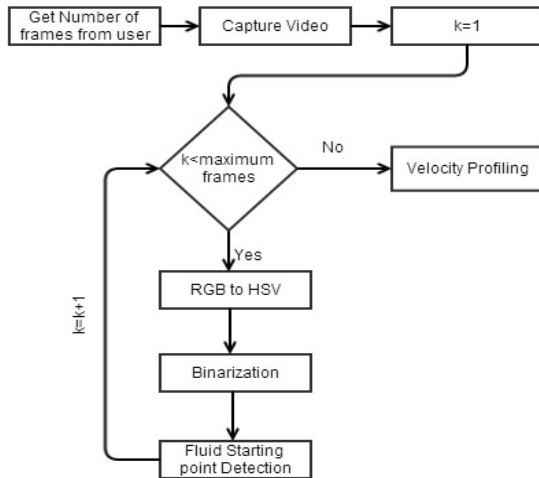 Get Number of
frames from user
Capture Video
k=1
k<maximum
frames
No
Velocity Profiling
Yes
RGB to HSV
k=k+1
Binarization
Fluid Starting
point Detection